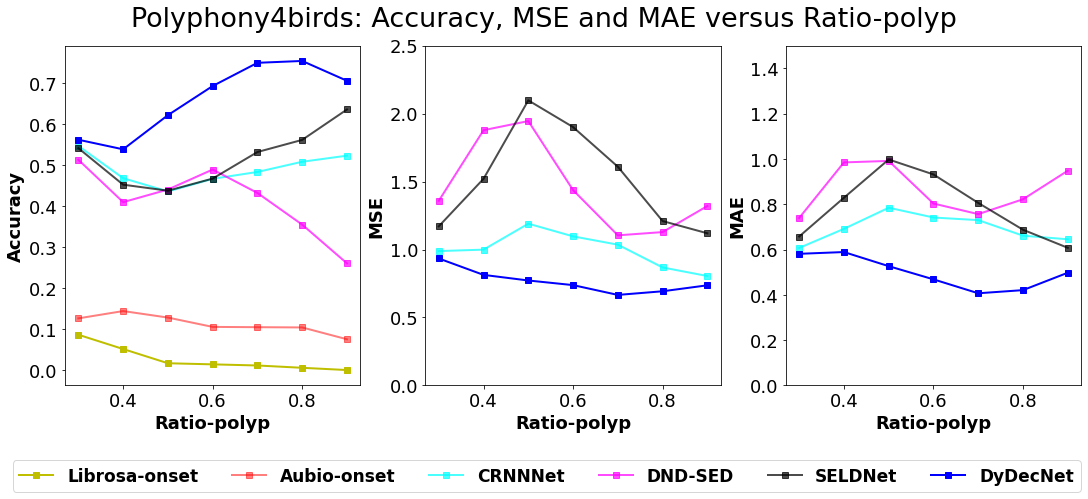 Polyphony4birds: Accuracy, MSE and MAE versus Ratio-polyp
Accuracy
0.7
0.6
0.5
0.4
0.3
0.2
0.1
0.0
0.4 0.6 0.8
Ratio-polyp
MSE
2.5
2.0
1.5
1.0
0.5
0.0
0.4 0.6 0.8
Ratio-polyp
MAE
1.4
1.2
1.0
0.8
0.6
0.4
0.2
0.0
0.4 0.6 0.8
Ratio-polyp
Librosa-onset Aubio-onset CRNNNet DND-SED SELDNet DyDecNet